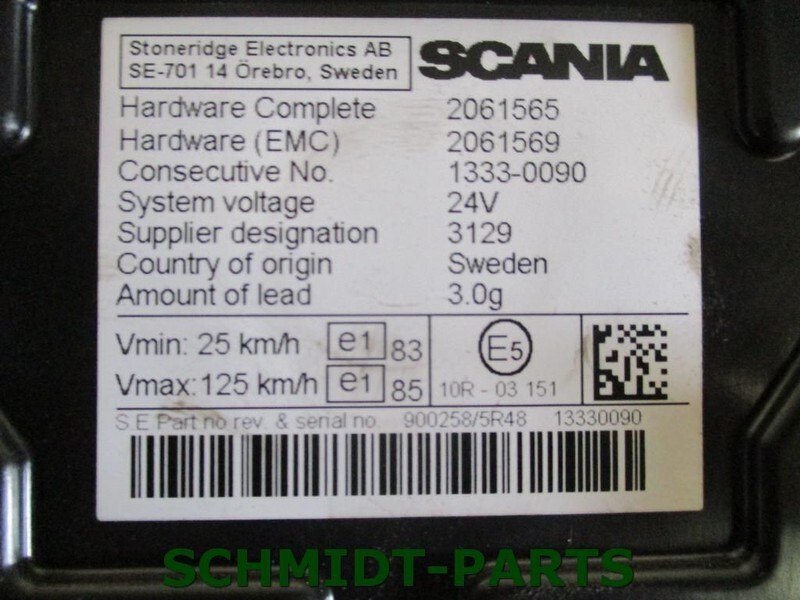 Stoneridge Electronics AB
SE-701 14 Örebro, Sweden
SCANIA
Hardware Complete 2061565
Hardware (EMC) 2061569
Consecutive No. 1333-0090
System voltage 24V
Supplier designation 3129
Country of origin Sweden
Amount of lead 3.0g
Vmin: 25 km/h e1 83
Vmax: 125 km/h e1 85
E5
10R - 03 151
S E Part no rev. & serial no. 900258/5R48 13330090
SCHMIDT-PARTS